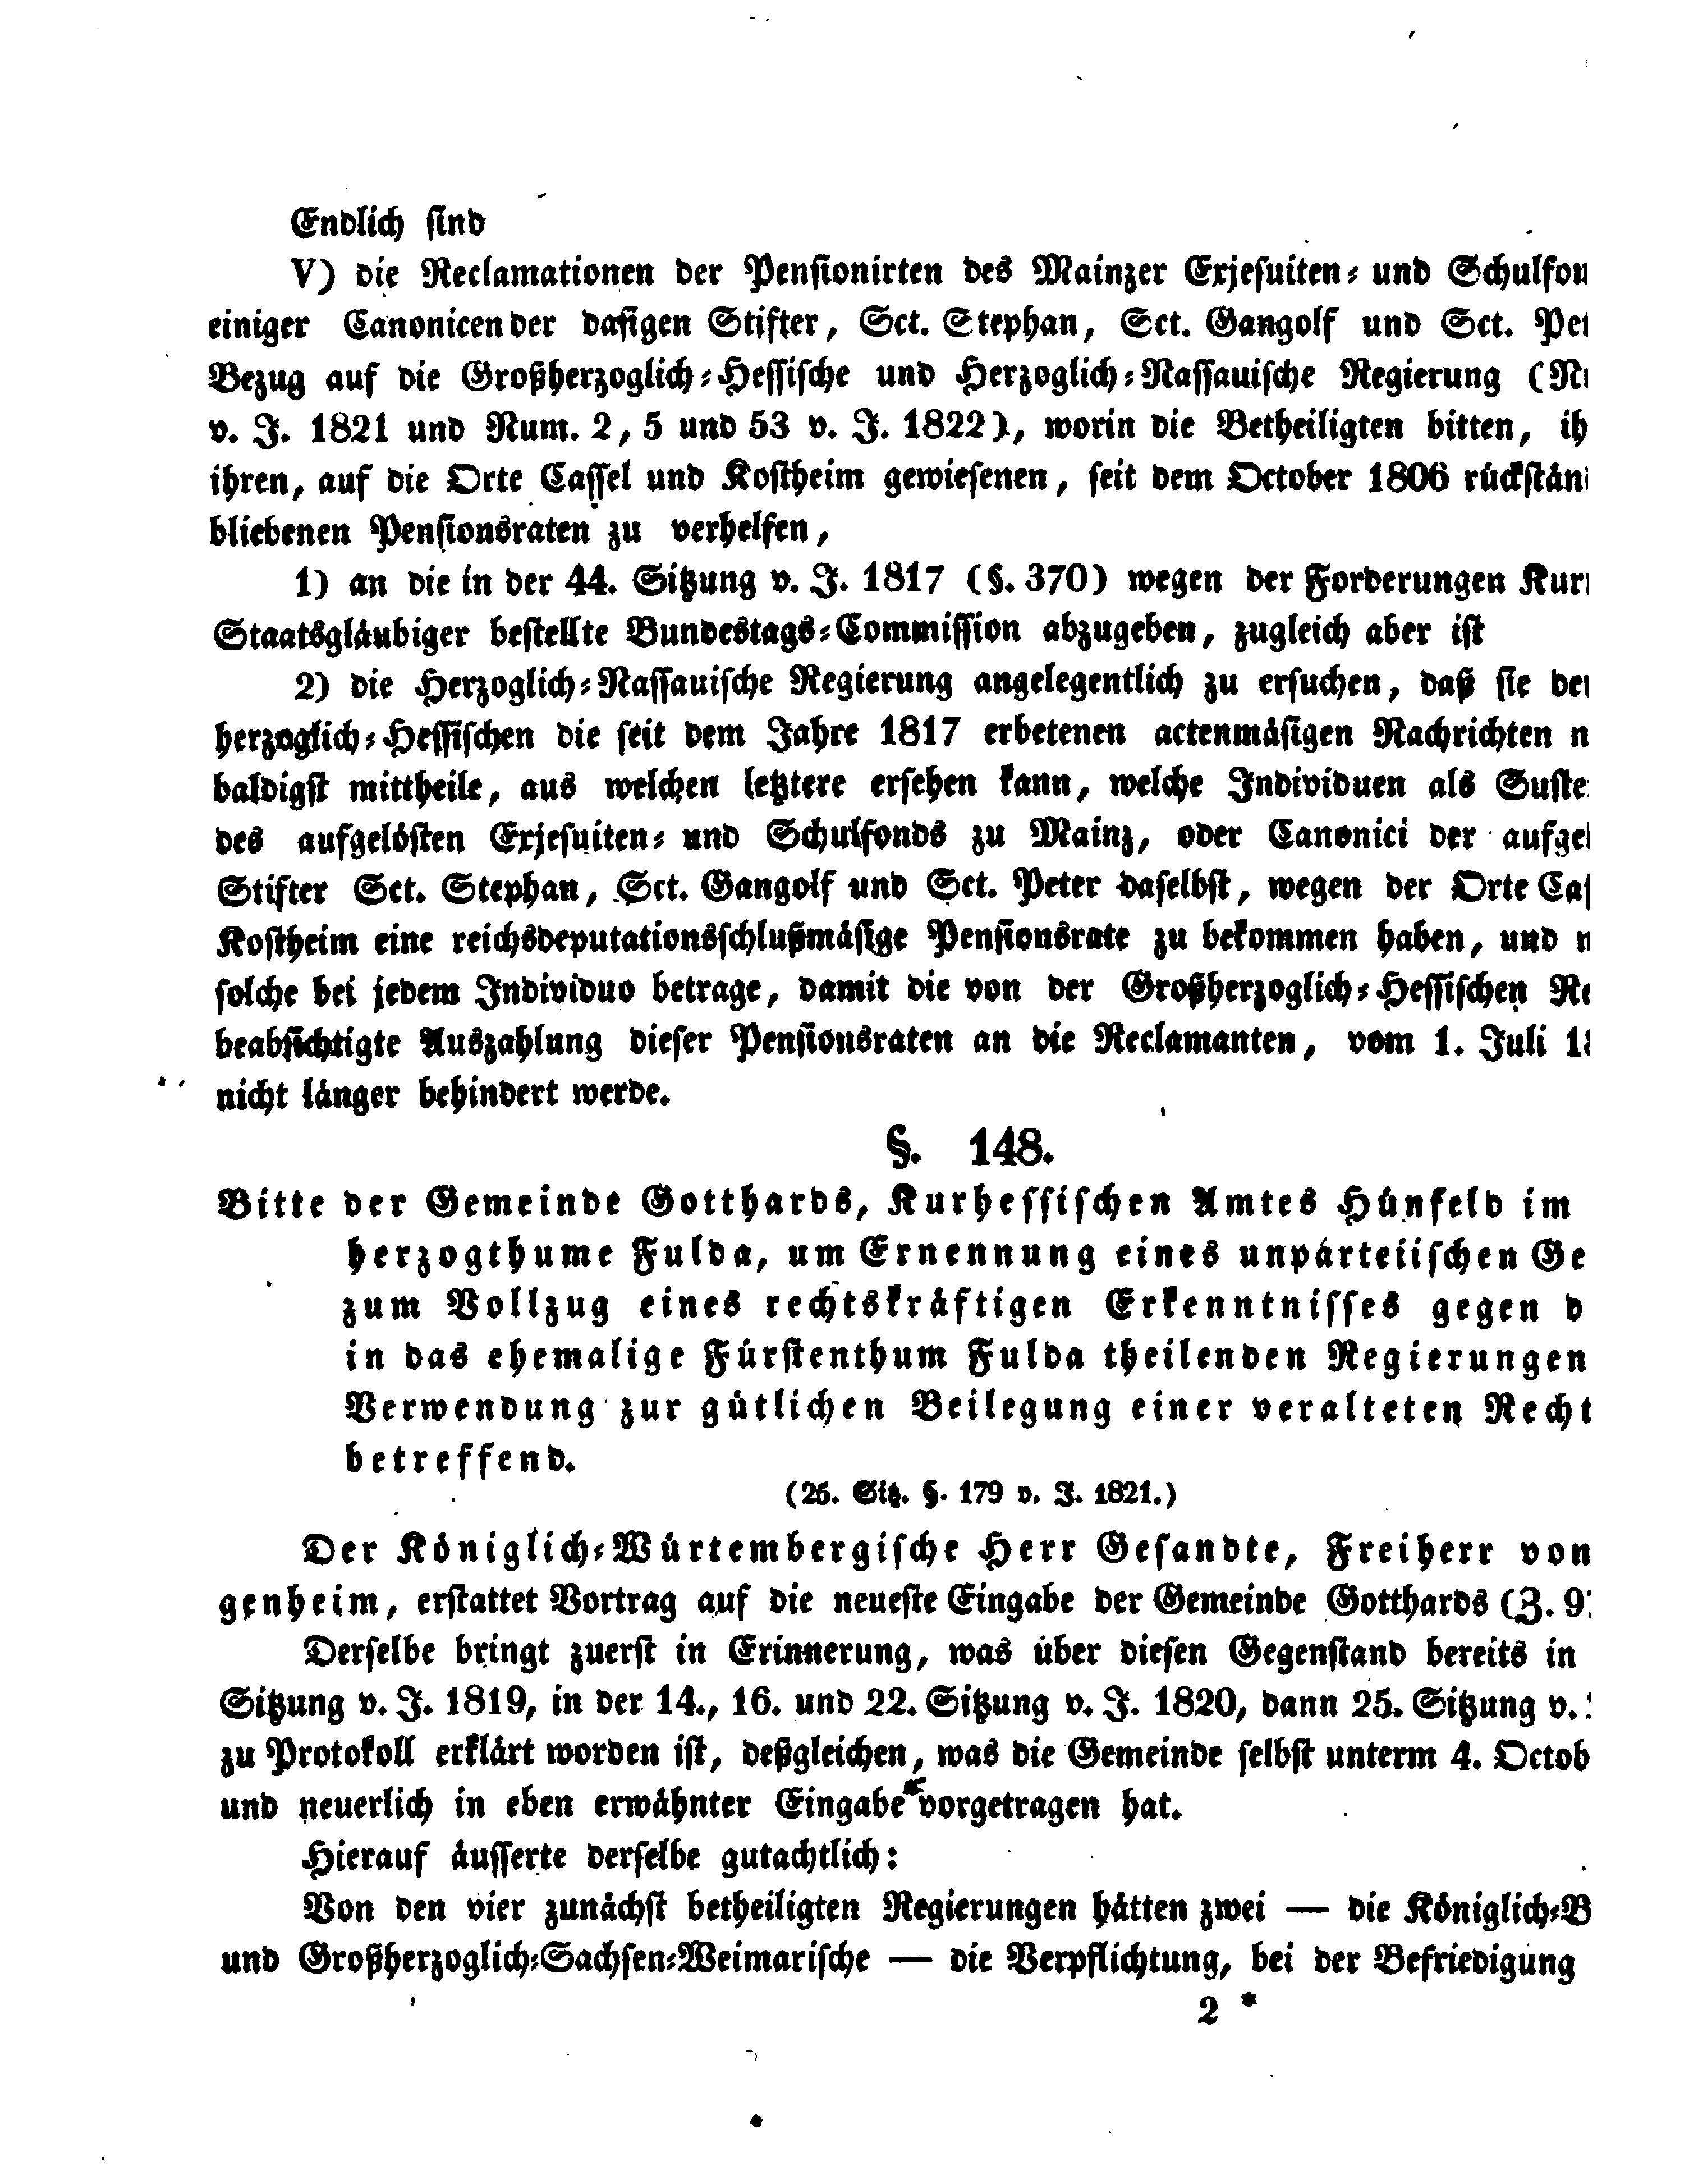 Endlich sind
V) die Reclamationen der Pensionirten des Mainzer Exjesuiten- und Schulfon
einiger Canonicen der dasigen Stifter, Sct. Stephan, Sct. Gangolf und Sct. Pet
Bezug auf die Großherzoglich-Hessische und Herzoglich-Nassauische Regierung (Nu
v. J. 1821 und Num. 2, 5 und 53 v. J. 1822), worin die Betheiligten bitten, ih
ihren, auf die Orte Cassel und Kostheim gewiesenen, seit dem October 1806 rückstän
bliebenen Pensionsraten zu verhelfen,
1) an die in der 44. Sitzung v. J. 1817 (§. 370) wegen der Forderungen Kur
Staatsgläubiger bestellte Bundestags-Commission abzugeben, zugleich aber ist
2) die Herzoglich-Nassauische Regierung angelegentlich zu ersuchen, daß sie der
herzoglich-Hessischen die seit dem Jahre 1817 erbetenen actenmäsigen Nachrichten n
baldigst mittheile, aus welchen letztere ersehen kann, welche Individuen als Suste
des aufgelösten Exjesuiten- und Schulfonds zu Mainz, oder Canonici der aufgel
Stifter Sct. Stephan, Sct. Gangolf und Sct. Peter daselbst, wegen der Orte Cas
Kostheim eine reichsdeputationsschlußmäsige Pensionsrate zu bekommen haben, und
solche bei jedem Individuo betrage, damit die von der Großherzoglich-Hessischen Re
beabsichtigte Auszahlung dieser Pensionsraten an die Reclamanten, vom 1. Juli 18
nicht länger behindert werde.
§. 148.
Bitte der Gemeinde Gotthards, Kurhessischen Amtes Hünfeld im
herzogthume Fulda, um Ernennung eines unparteiischen Ge
zum Vollzug eines rechtskräftigen Erkenntnisses gegen d
in das ehemalige Fürstenthum Fulda theilenden Regierungen
Verwendung zur gütlichen Beilegung einer veralteten Recht
betreffend.
(25. Sitz. §. 179 v. J. 1821.)
Der Königlich-Würtembergische Herr Gesandte, Freiherr von
genheim, erstattet Vortrag auf die neueste Eingabe der Gemeinde Gotthards (Z. 9
Derselbe bringt zuerst in Erinnerung, was über diesen Gegenstand bereits in
Sitzung v. J. 1819, in der 14., 16. und 22. Sitzung v. J. 1820, dann 25. Sitzung v.
zu Protokoll erklärt worden ist, deßgleichen, was die Gemeinde selbst unterm 4. Octob
und neuerlich in eben erwähnter Eingabe vorgetragen hat.
Hierauf äusserte derselbe gutachtlich:
Von den vier zunächst betheiligten Regierungen hätten zwei — die Königlich-B
und Großherzoglich-Sachsen-Weimarische — die Verpflichtung, bei der Befriedigung
2 *